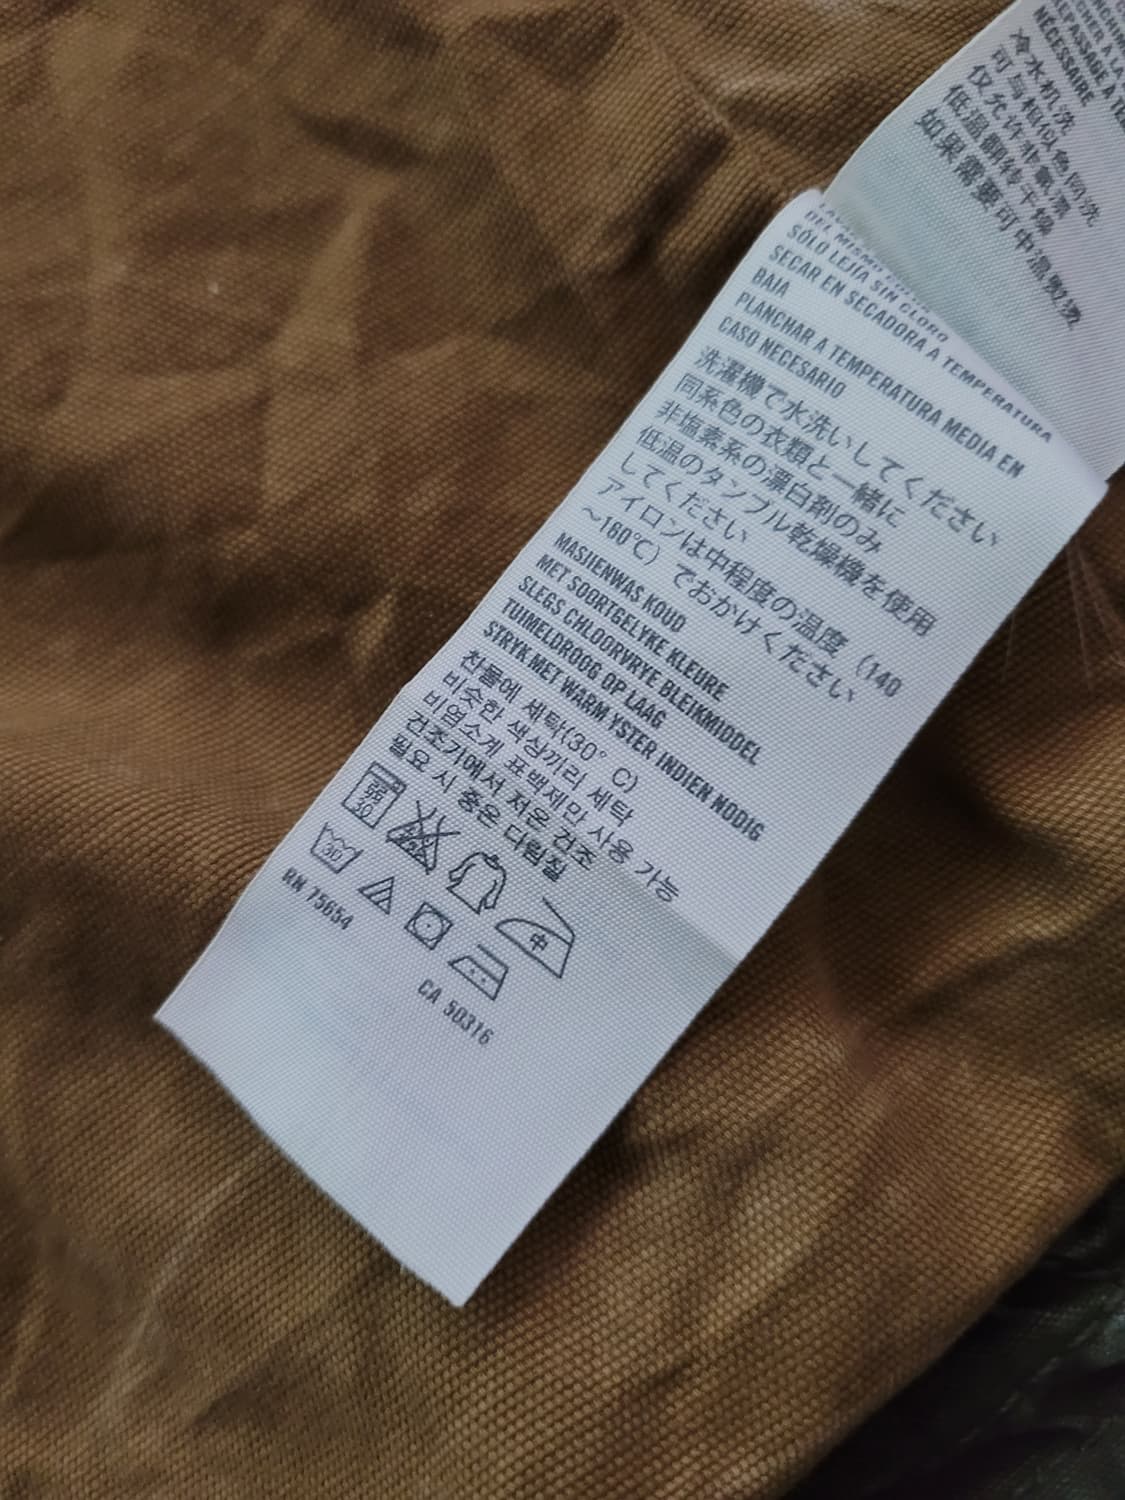 NÉCESSAIRE
冷水机洗
可与相似色同洗
仅允许非氯漂
低温翻转干燥
如果需要可中温熨烫
DEL MISMO
SÓLO LEJÍA SIN CLORO
SECAR EN SECADORA A TEMPERATURA
BAJA
PLANCHAR A TEMPERATURA MEDIA EN
CASO NECESARIO
洗濯機で水洗いしてください
同系色の衣類と一緒に
非塩素系の漂白剤のみ
低温のタンブル乾燥機を使用
してください
アイロンは中程度の温度（140
～160℃）でおかけください
MASJIENWAS KOUD
MET SOORTGELYKE KLEURE
SLEGS CHLOORVRYE BLEIKMIDDEL
TUIMELDROOG OP LAAG
STRYK MET WARM YSTER INDIEN NODIG
찬물에 세탁(30° C)
비슷한 색상끼리 세탁
비염소계 표백제만 사용 가능
건조기에서 저온 건조
필요 시 중온 다림질
30
中
30
RN 75654
CA 50316